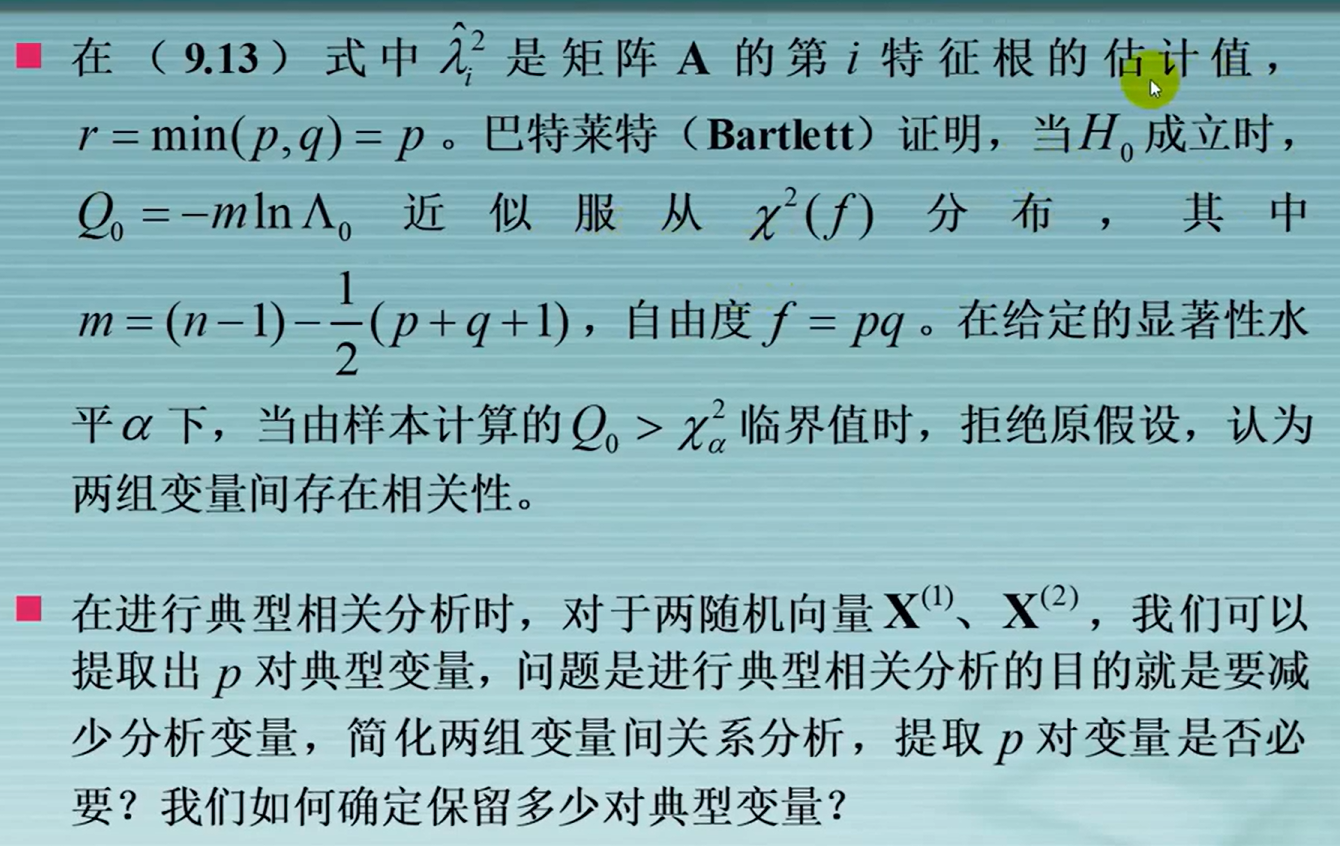 在（9.13）式中 $\hat{\lambda}_i^2$ 是矩阵 A 的第 i 特征根的估计值，
$r = \min(p,q) = p$ 。巴特莱特（Bartlett）证明，当$H_0$成立时，
$Q_0 = -m\ln\Lambda_0$ 近似服从 $\chi^2(f)$ 分布，其中
$m = (n-1) - \frac{1}{2}(p+q+1)$，自由度 $f = pq$ 。在给定的显著性水
平α下，当由样本计算的$Q_0 > \chi_\alpha^2$ 临界值时，拒绝原假设，认为
两组变量间存在相关性。
在进行典型相关分析时，对于两随机向量 $X^{(1)}$、$X^{(2)}$，我们可以
提取出 p 对典型变量，问题是进行典型相关分析的目的就是要减
少分析变量，简化两组变量间关系分析，提取 p 对变量是否必
要？我们如何确定保留多少对典型变量？